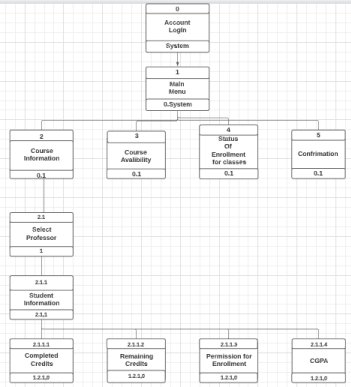 0
Account
Login
System
1
Main
Menu
0.System
2
Course
Information
0.1
3
Course
Avalibility
0.1
4
Status
Of
Enrollment
for classes
0.1
5
Confrimation
0.1
2.1
Select
Professor
1
2.1.1
Student
Information
2.1,1
2.1.1.1
Completed
Credits
1.2.1,0
2.1.1.2
Remaining
Credits
1.2.1,0
2.1.1.3
Permission for
Enrollment
1.2.1,0
2.1.1.4
CGPA
1.2.1,0